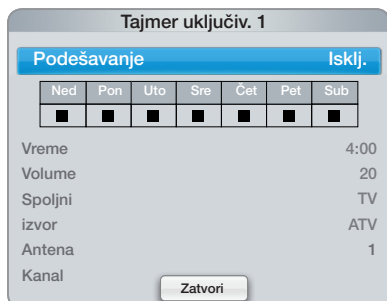 Tajmer uključiv. 1
Podešavanje Isklj.
Ned Pon Uto Sre Čet Pet Sub
Vreme 4:00
Volume 20
Spoljni TV
izvor ATV
Antena 1
Kanal
Zatvori